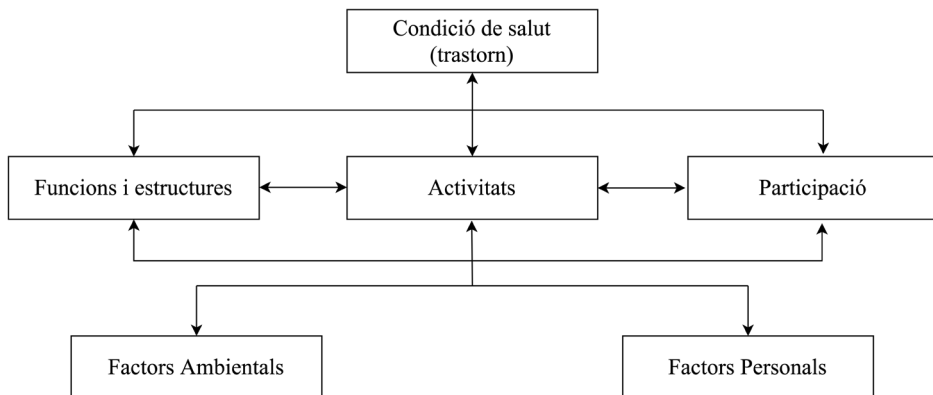 Condició de salut
(trastorn)
Funcions i estructures
Activitats
Participació
Factors Ambientals
Factors Personals